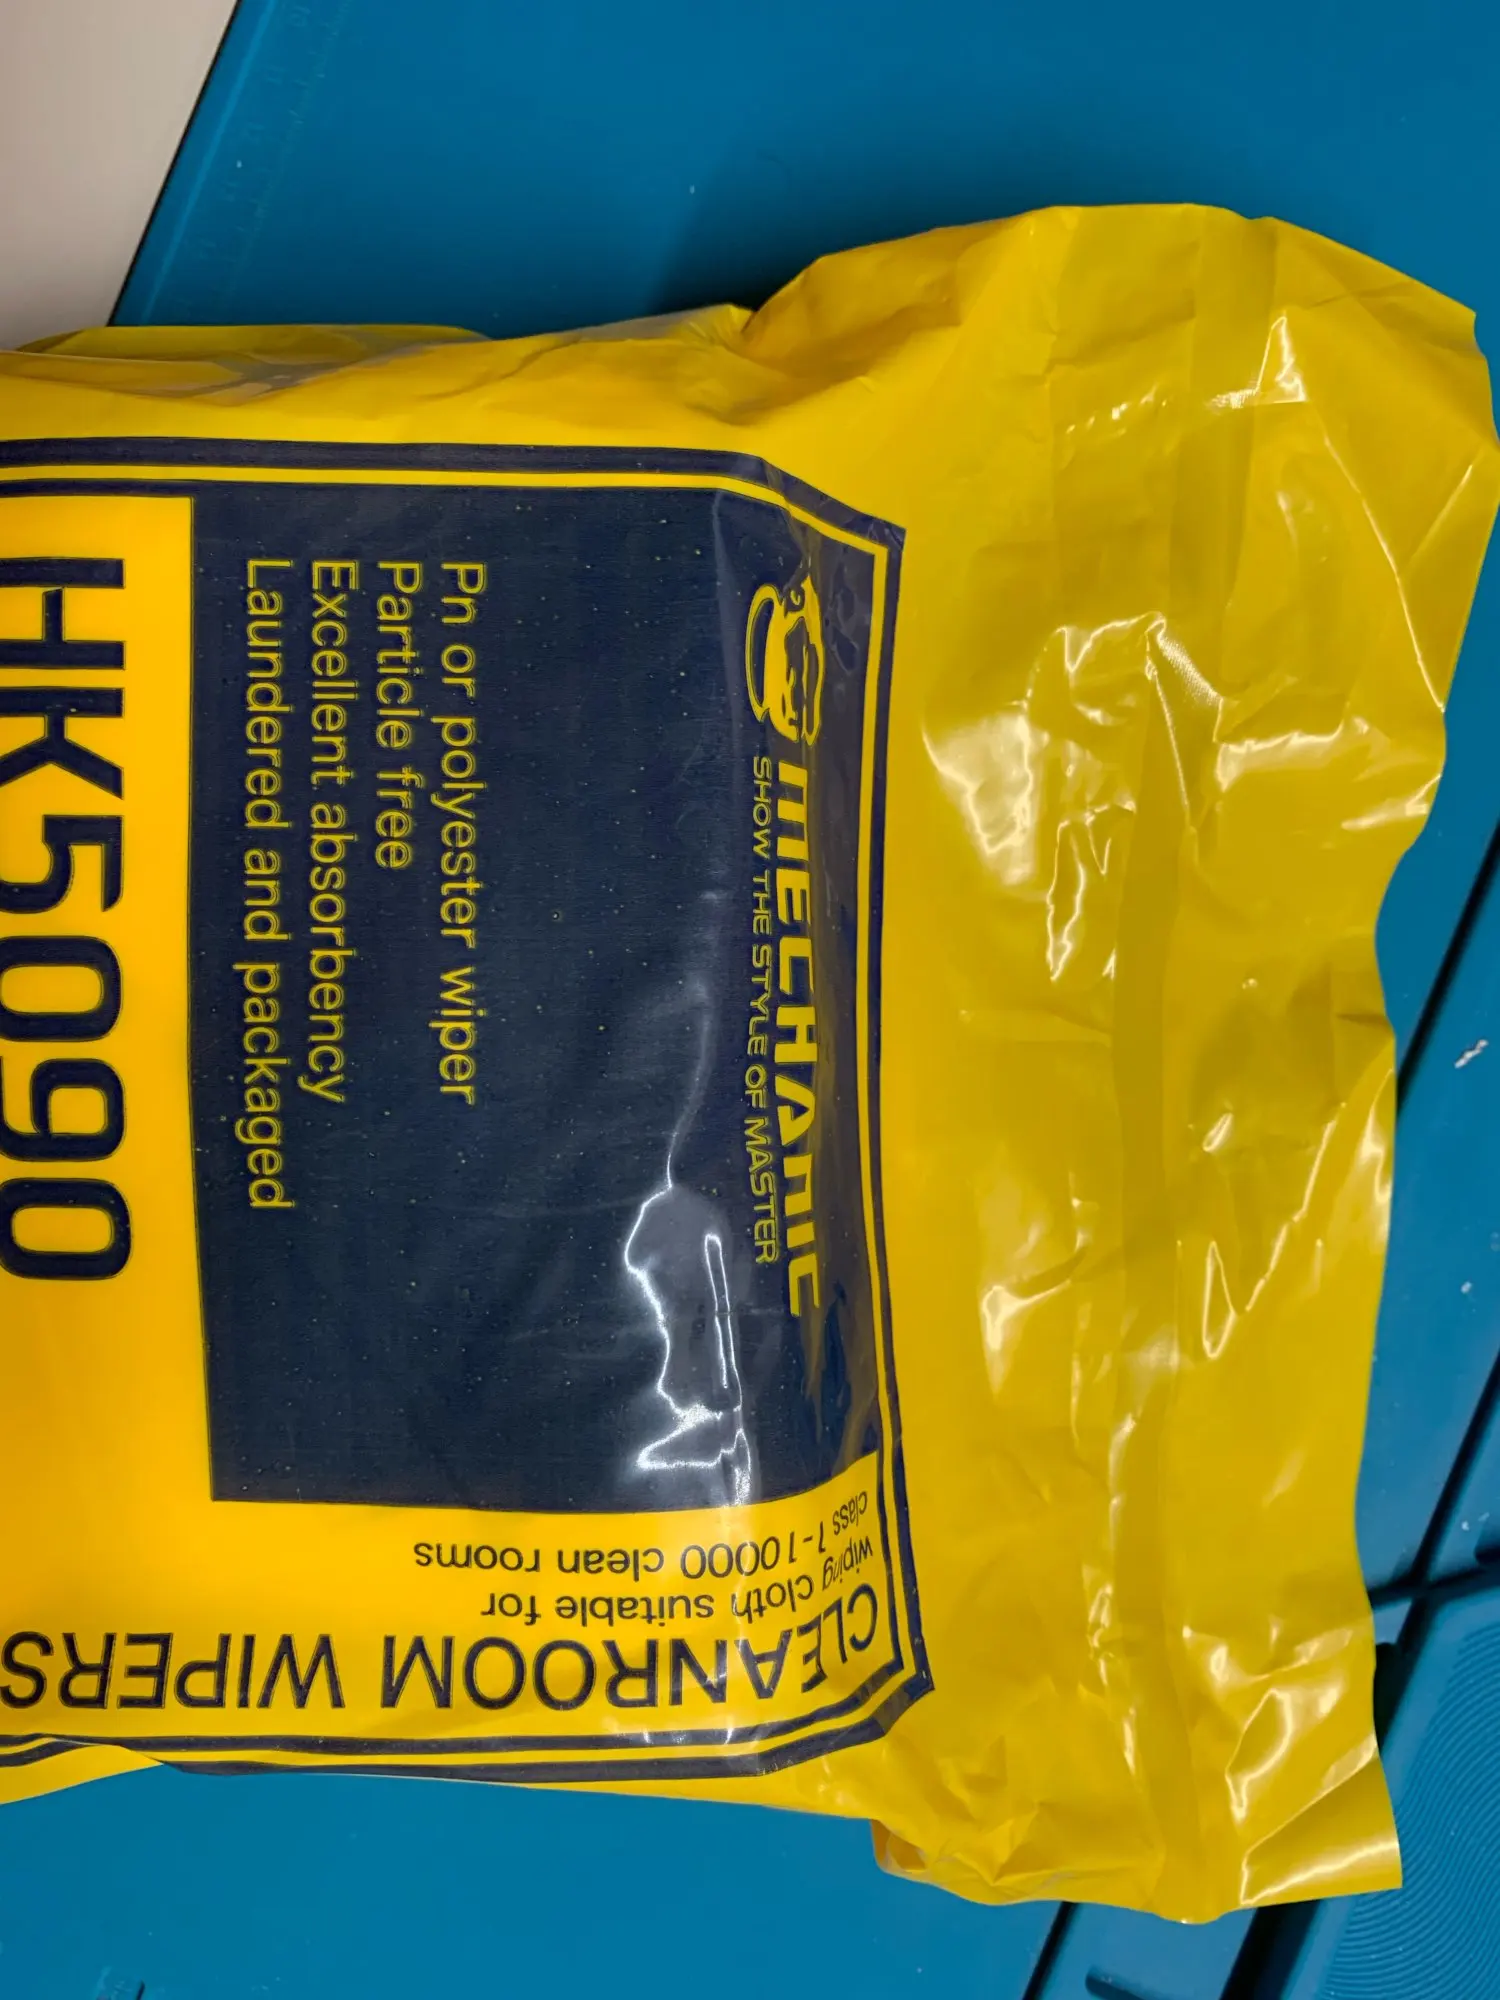 MECHANIC
SHOW THE STYLE OF MASTER
Pn or polyester wiper
Particle free
Excellent absorbency
Laundered and packaged
HK5090
CLEANROOM WIPERS
wiping cloth suitable for
class 1-10000 clean rooms